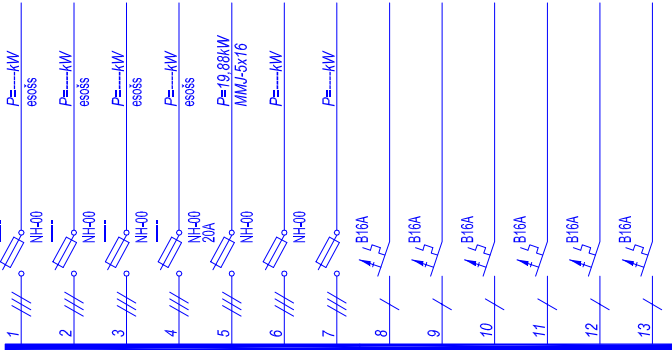 P=----kW
esošs
P=----kW
esošs
P=----kW
esošs
P=----kW
esošs
P=19,88kW
MMJ-5x16
P=----kW
P=----kW
NH-00
NH-00
NH-00
NH-00
20A
NH-00
NH-00
B16A
B16A
B16A
B16A
B16A
B16A
1
2
3
4
5
6
7
8
9
10
11
12
13